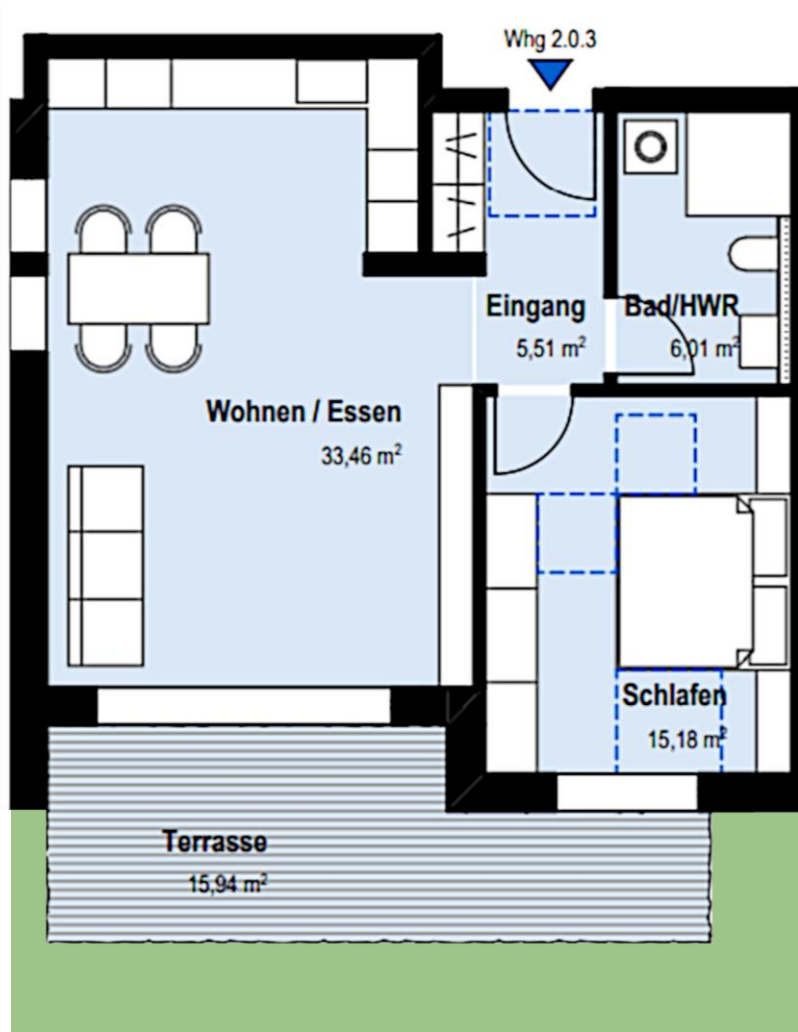 Whg 2.0.3
Eingang
5,51 m²
Bad/HWR
6,01 m²
Wohnen / Essen
33,46 m²
Schlafen
15,18 m²
Terrasse
15,94 m²